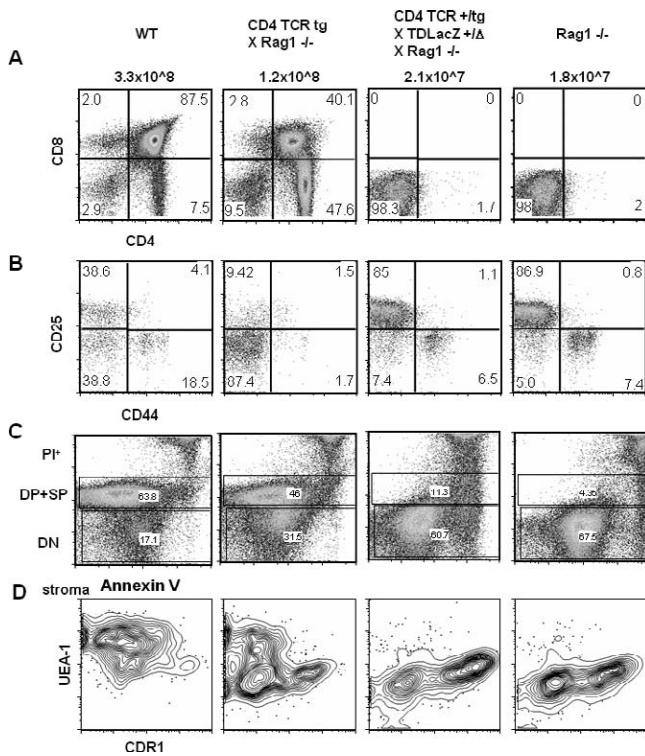 WT
CD4 TCR tg
X Rag1 -/-
CD4 TCR +/tg
X TDLacZ +/Δ
X Rag1 -/-
Rag1 -/-
A
3.3x10^8
1.2x10^8
2.1x10^7
1.8x10^7
CD8
2.0 87.5
2.9 7.5
2.8 40.1
9.5 47.6
0 0
98.3 1.7
0 0
98 2
CD4
B
CD25
38.6 4.1
38.8 18.5
9.42 1.5
87.4 1.7
85 1.1
7.4 6.5
86.9 0.8
5.0 7.4
CD44
C
PI+
DP+SP
DN
63.8
17.1
46
31.5
11.3
60.7
4.35
67.5
Annexin V
D
stroma
UEA-1
CDR1